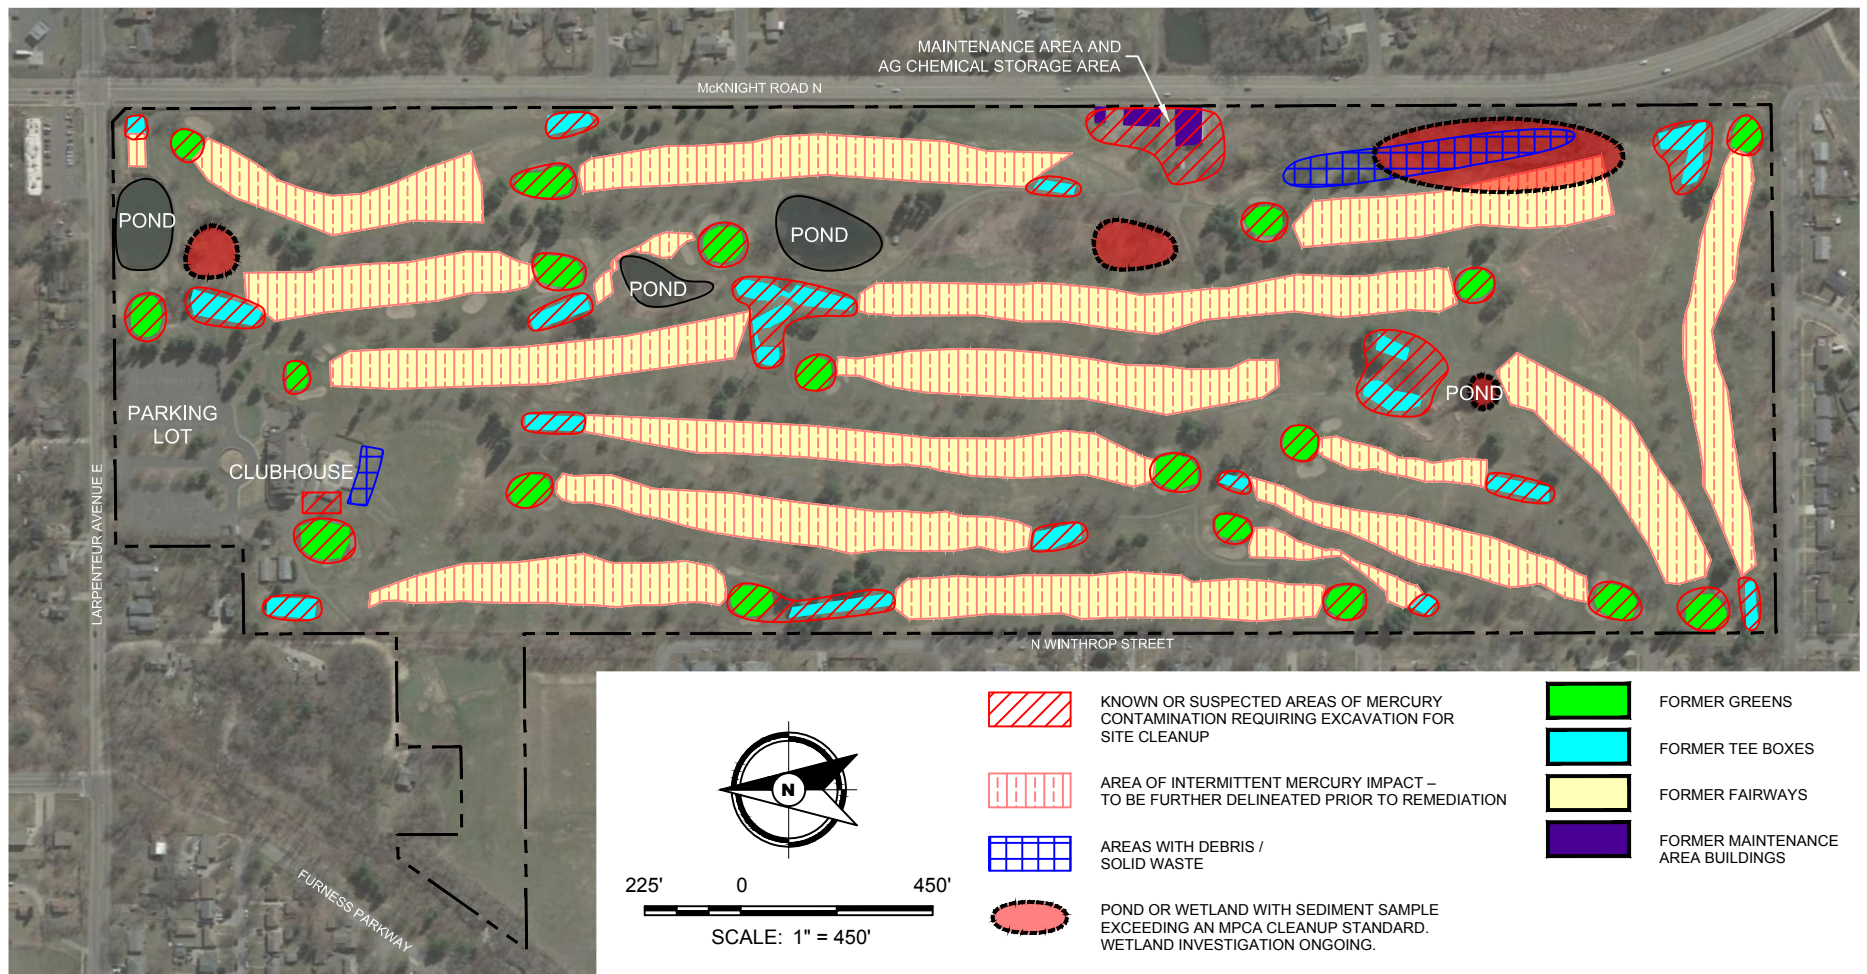 MAINTENANCE AREA AND
AG CHEMICAL STORAGE AREA
McKNIGHT ROAD N
POND
POND
POND
POND
PARKING
LOT
CLUBHOUSE
LARPENTEUR AVENUE E
N WINTHROP STREET
FURNESS PARKWAY
N
225' 0 450'
SCALE: 1" = 450'
KNOWN OR SUSPECTED AREAS OF MERCURY
CONTAMINATION REQUIRING EXCAVATION FOR
SITE CLEANUP
AREA OF INTERMITTENT MERCURY IMPACT –
TO BE FURTHER DELINEATED PRIOR TO REMEDIATION
AREAS WITH DEBRIS /
SOLID WASTE
POND OR WETLAND WITH SEDIMENT SAMPLE
EXCEEDING AN MPCA CLEANUP STANDARD.
WETLAND INVESTIGATION ONGOING.
FORMER GREENS
FORMER TEE BOXES
FORMER FAIRWAYS
FORMER MAINTENANCE
AREA BUILDINGS